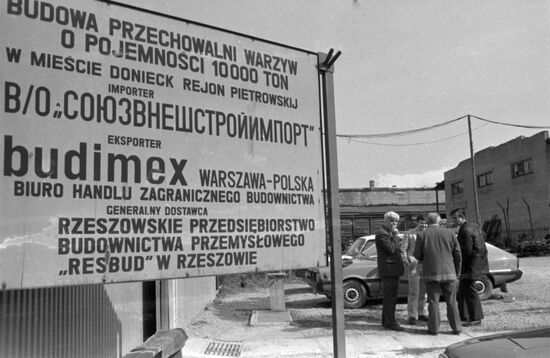 BUDOWA PRZECHOWALNI WARZYW
O POJEMNOŚCI 10000 TON
W MIEŚCIE DONIECK REJON PIETROWSKIJ
IMPORTER
В/О „СОЮЗВНЕШСТРОЙИМПОРТ"
EKSPORTER
budimex WARSZAWA-POLSKA
BIURO HANDLU ZAGRANICZNEGO BUDOWNICTWA
GENERALNY DOSTAWCA
RZESZOWSKIE PRZEDSIĘBIORSTWO
BUDOWNICTWA PRZEMYSŁOWEGO
„RESBUD" W RZESZOWIE